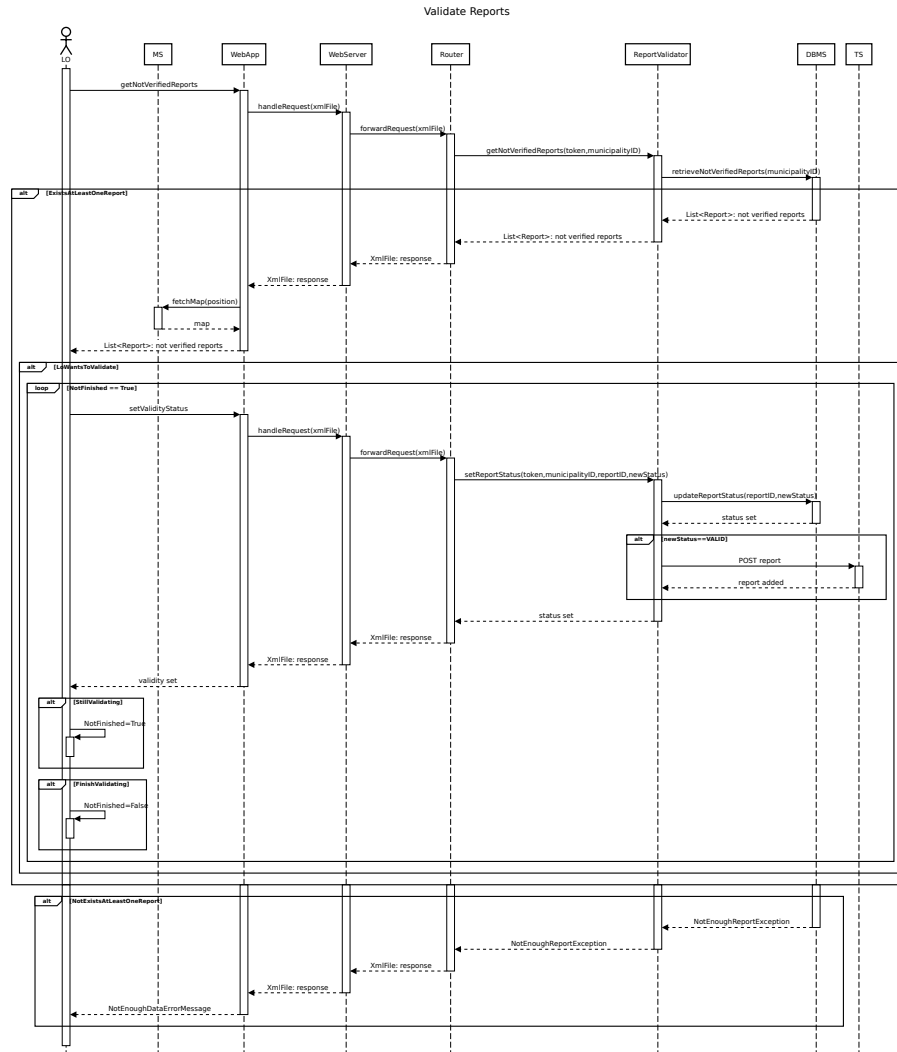 Validate Reports
LO
MS
WebApp
WebServer
Router
ReportValidator
DBMS
TS
getNotVerifiedReports
handleRequest(xmlFile)
forwardRequest(xmlFile)
getNotVerifiedReports(token,municipalityID)
retrieveNotVerifiedReports(municipalityID)
alt [ExistsAtLeastOneReport]
List<Report>: not verified reports
List<Report>: not verified reports
XmlFile: response
XmlFile: response
fetchMap(position)
map
List<Report>: not verified reports
alt [LoWantsToValidate]
loop [NotFinished == True]
setValidityStatus
handleRequest(xmlFile)
forwardRequest(xmlFile)
setReportStatus(token,municipalityID,reportID,newStatus)
updateReportStatus(reportID,newStatus)
status set
alt [newStatus==VALID]
POST report
report added
status set
XmlFile: response
XmlFile: response
validity set
alt [StillValidating]
NotFinished=True
alt [FinishValidating]
NotFinished=False
alt [NotExistsAtLeastOneReport]
NotEnoughReportException
NotEnoughReportException
XmlFile: response
XmlFile: response
NotEnoughDataErrorMessage